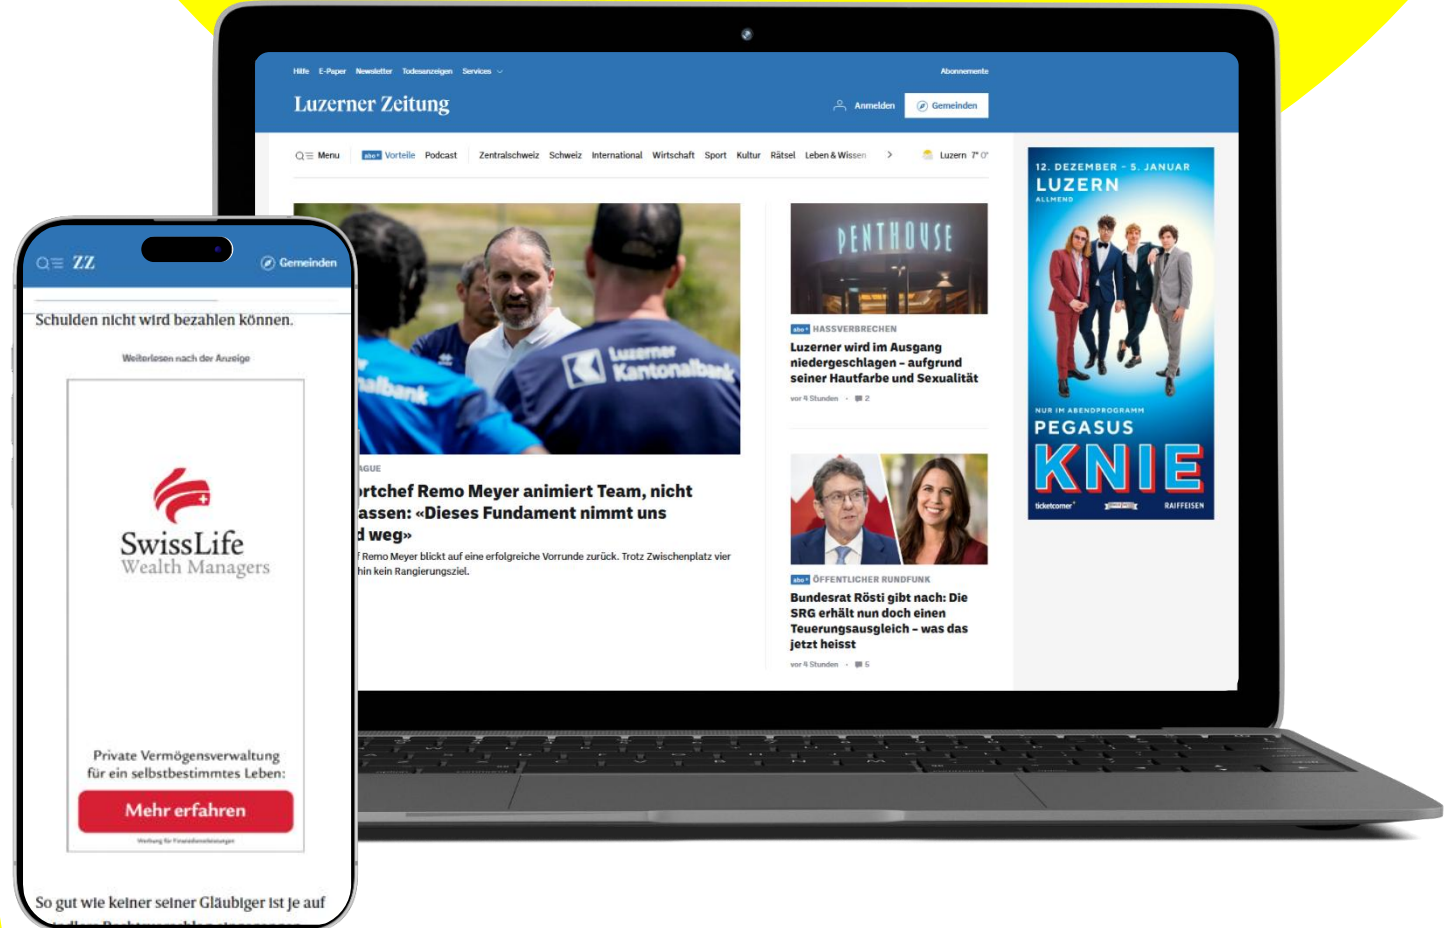 Hilfe E-Paper Newsletter Todesanzeigen Services
Abonnemente
Luzerner Zeitung
Anmelden
Gemeinden
Menu
abo+ Vorteile Podcast Zentralschweiz Schweiz International Wirtschaft Sport Kultur Rätsel Leben & Wissen
Luzern 7° 0°
Luzerner
Kantonalbank
nalbank
AGUE
rtchef Remo Meyer animiert Team, nicht
assen: «Dieses Fundament nimmt uns
d weg»
f Remo Meyer blickt auf eine erfolgreiche Vorrunde zurück. Trotz Zwischenplatz vier
hin kein Rangierungsziel.
PENTHOUSE
abo+ HASSVERBRECHEN
Luzerner wird im Ausgang
niedergeschlagen – aufgrund
seiner Hautfarbe und Sexualität
vor 4 Stunden 2
abo+ ÖFFENTLICHER RUNDFUNK
Bundesrat Rösti gibt nach: Die
SRG erhält nun doch einen
Teuerungsausgleich – was das
jetzt heisst
vor 4 Stunden 5
12. DEZEMBER – 5. JANUAR
LUZERN
ALLMEND
NUR IM ABENDPROGRAMM
PEGASUS
KNIE
ticketcorner
RAIFFEISEN
ZZ
Gemeinden
Schulden nicht wird bezahlen können.
Weiterlesen nach der Anzeige
SwissLife
Wealth Managers
Private Vermögensverwaltung
für ein selbstbestimmtes Leben:
Mehr erfahren
Werbung für Finanzdienstleistungen
So gut wie keiner seiner Gläubiger ist je auf